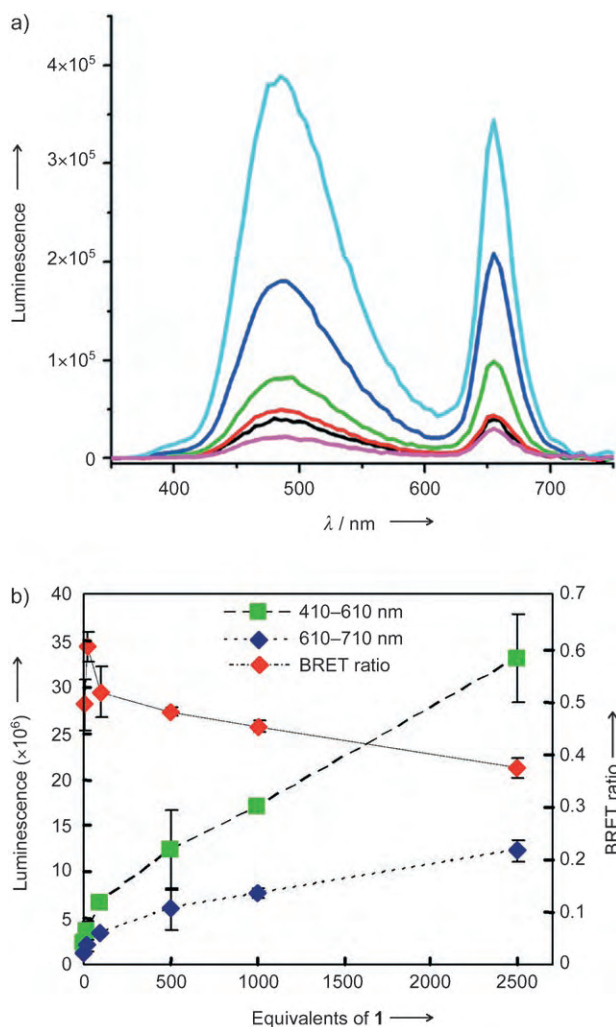 a)
Luminescence →
4×10⁵
3×10⁵
2×10⁵
1×10⁵
0
400 500 600 700
λ / nm →
b)
Luminescence (×10⁶) →
40
35
30
25
20
15
10
5
0
410–610 nm
610–710 nm
BRET ratio
0.7
0.6
0.5
0.4
0.3
0.2
0.1
0
BRET ratio →
0 500 1000 1500 2000 2500
Equivalents of 1 →